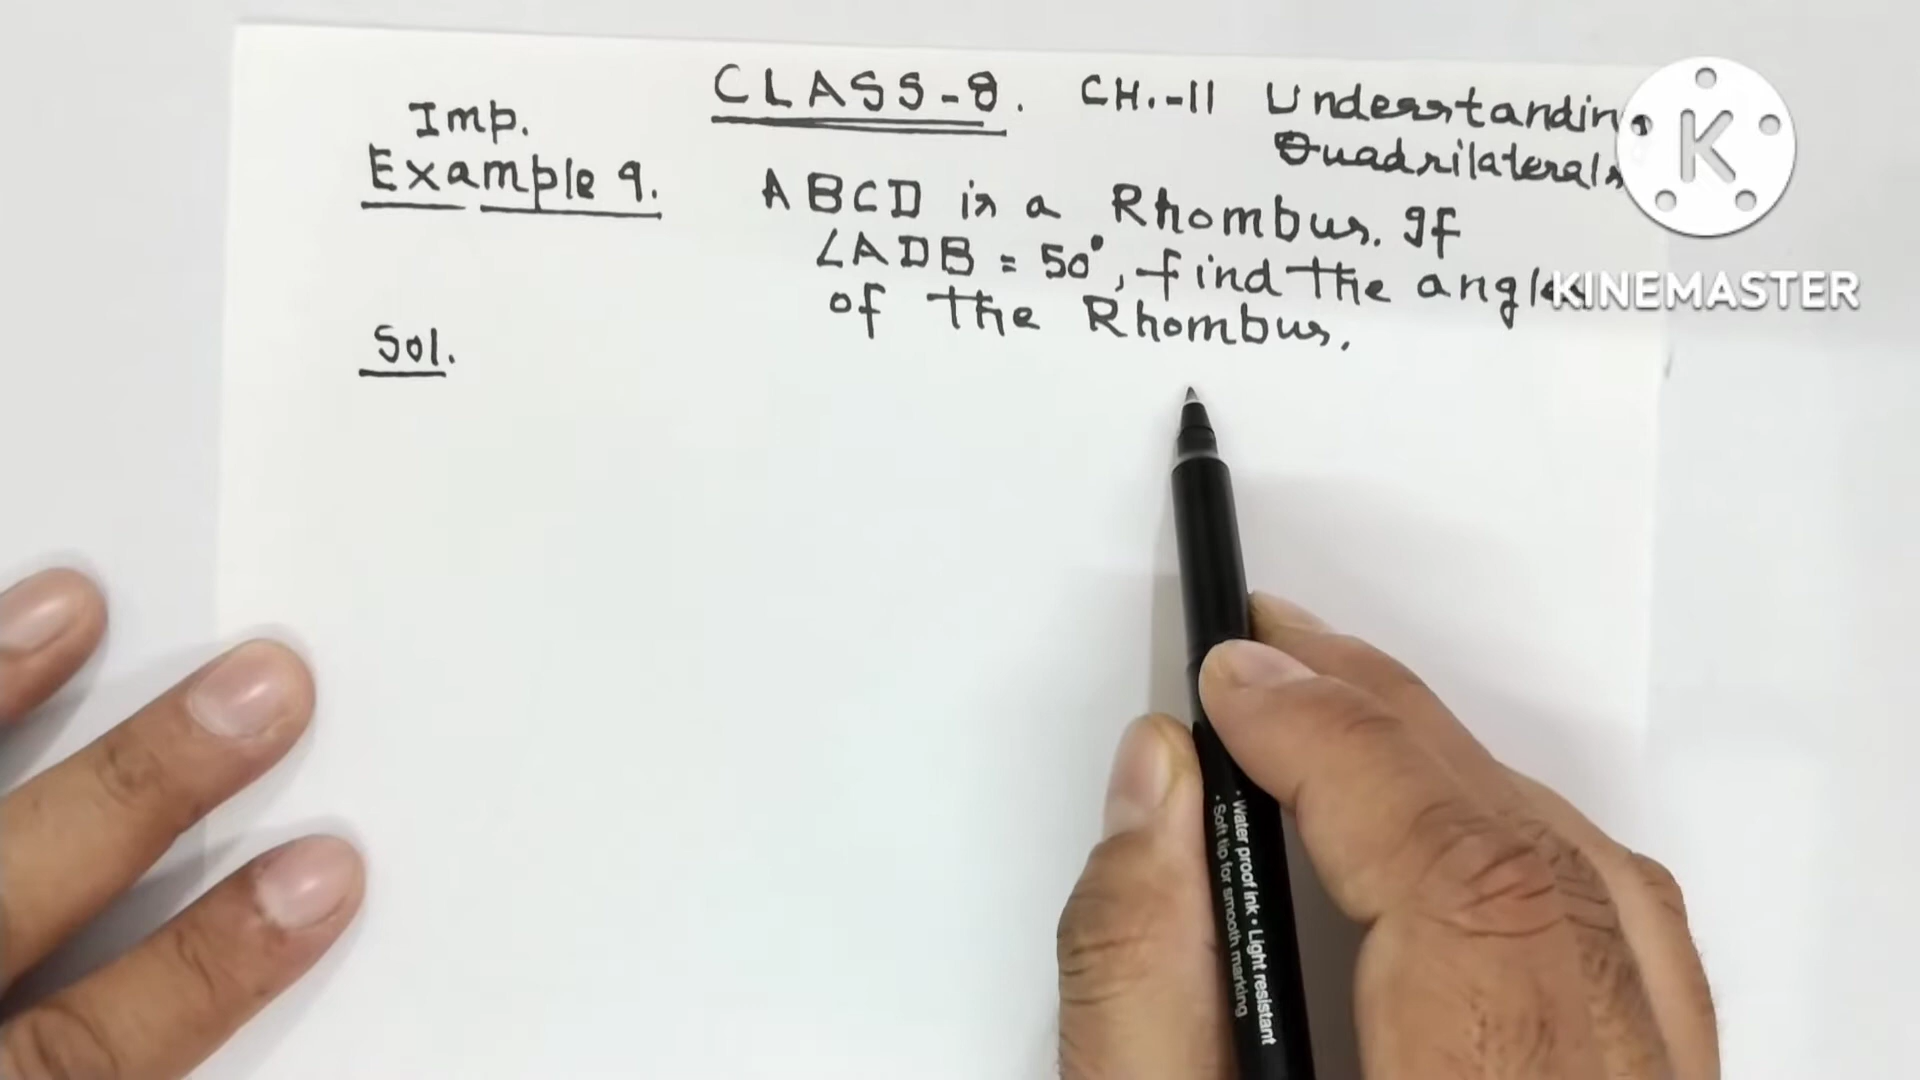 CLASS-8. CH.-11 Understanding
Quadrilaterals
Imp.
Example 9. ABCD is a Rhombus. If
∠ADB = 50°, find the angles
of the Rhombus.
Sol.
K
KINEMASTER
• Water proof ink • Light resistant
• Soft tip for smooth marking